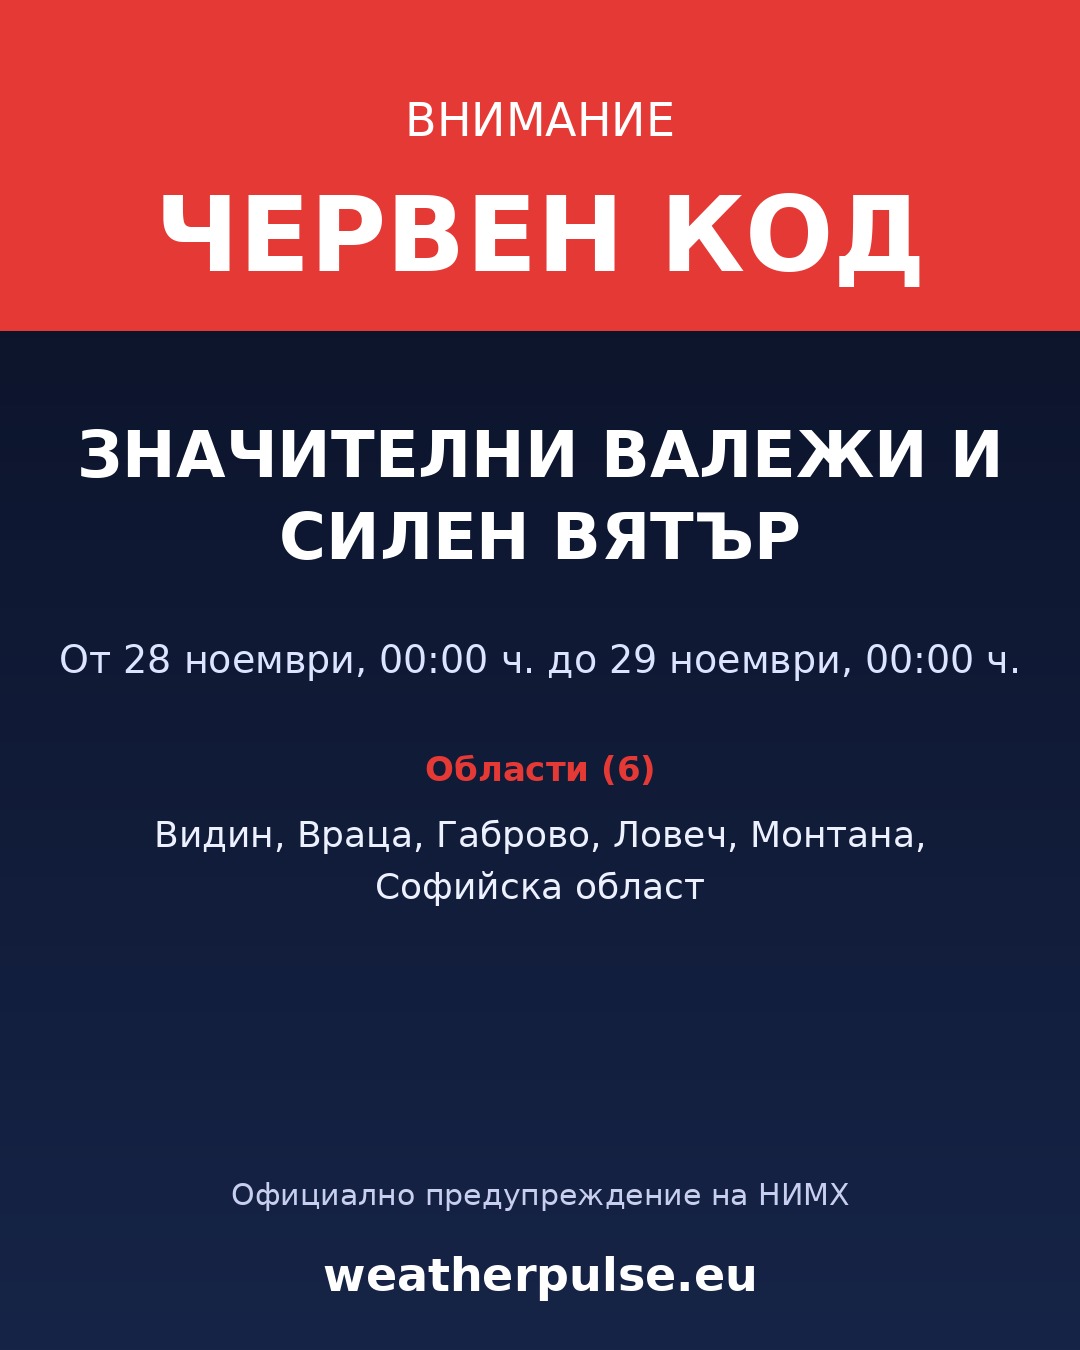 ВНИМАНИЕ
ЧЕРВЕН КОД
ЗНАЧИТЕЛНИ ВАЛЕЖИ И
СИЛЕН ВЯТЪР
От 28 ноември, 00:00 ч. до 29 ноември, 00:00 ч.
Области (6)
Видин, Враца, Габрово, Ловеч, Монтана,
Софийска област
Официално предупреждение на НИМХ
weatherpulse.eu